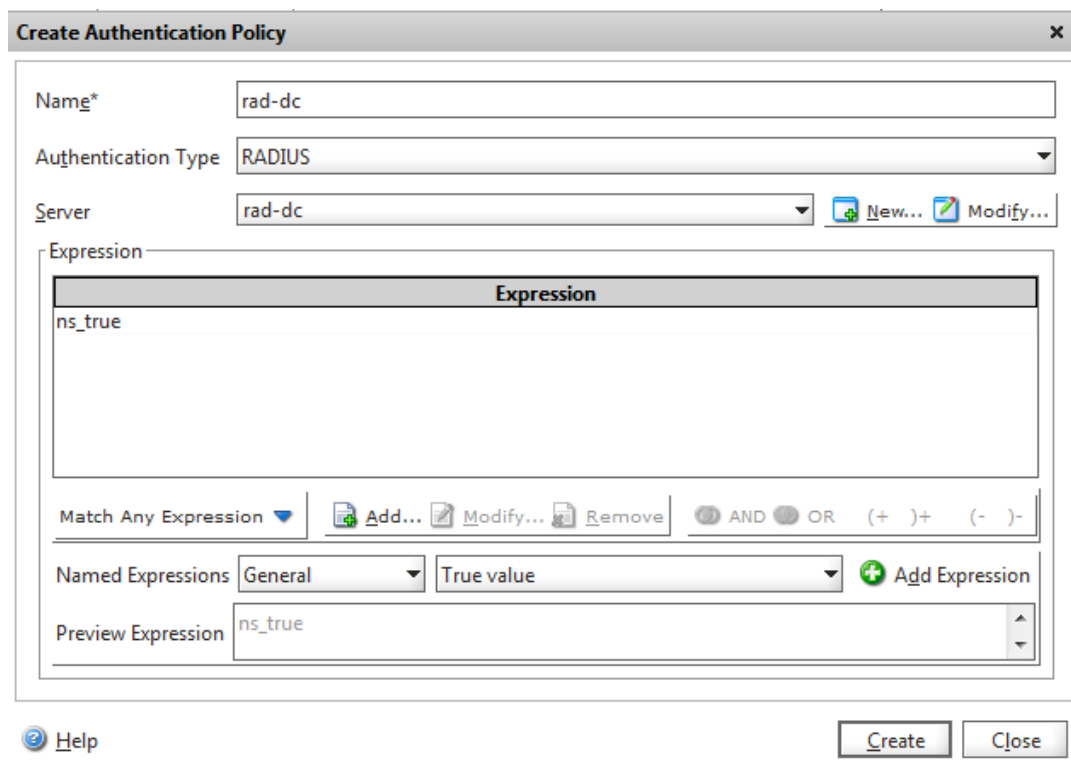 Create Authentication Policy ×
Name* rad-dc
Authentication Type RADIUS
Server rad-dc New... Modify...
Expression
Expression
ns_true
Match Any Expression Add... Modify... Remove AND OR (+ )+ (- )-
Named Expressions General True value Add Expression
Preview Expression ns_true
Help Create Close